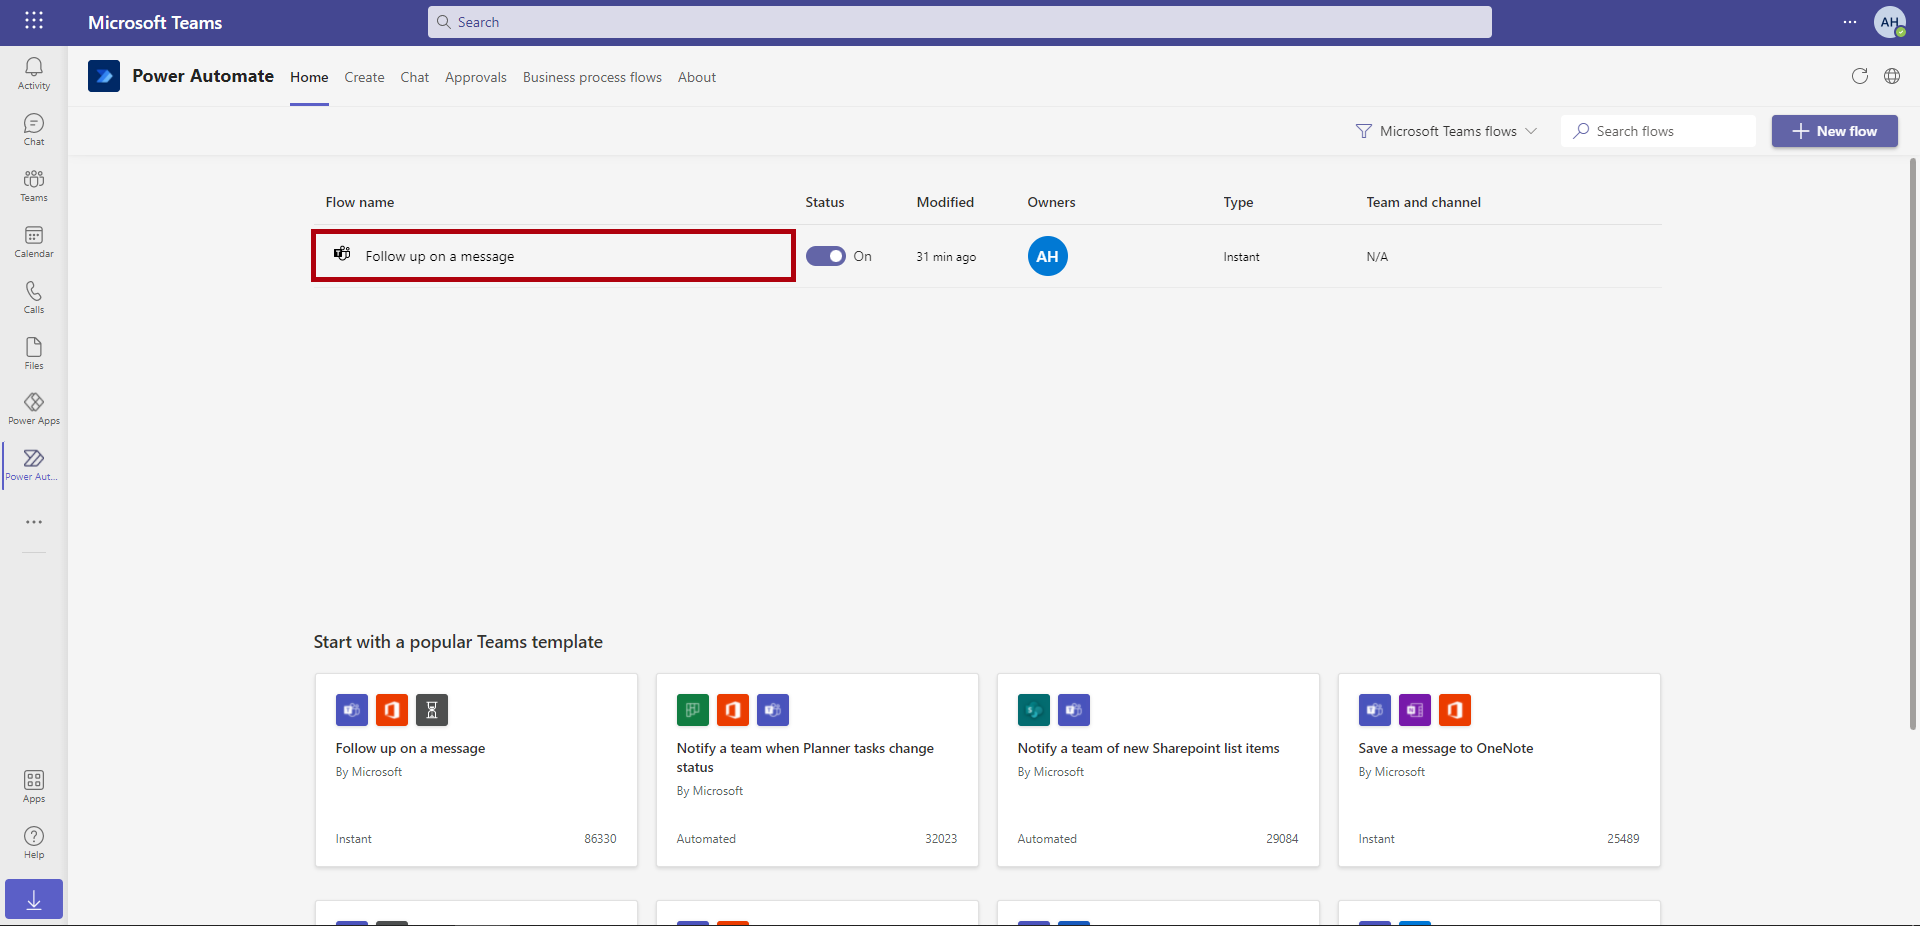 Microsoft Teams
Search
AH
Activity
Chat
Teams
Calendar
Calls
Files
Power Apps
Power Aut...
Apps
Help
Power Automate Home Create Chat Approvals Business process flows About
Microsoft Teams flows Search flows New flow
Flow name Status Modified Owners Type Team and channel
Follow up on a message On 31 min ago AH Instant N/A
Start with a popular Teams template
Follow up on a message
By Microsoft
Instant 86330
Notify a team when Planner tasks change
status
By Microsoft
Automated 32023
Notify a team of new Sharepoint list items
By Microsoft
Automated 29084
Save a message to OneNote
By Microsoft
Instant 25489